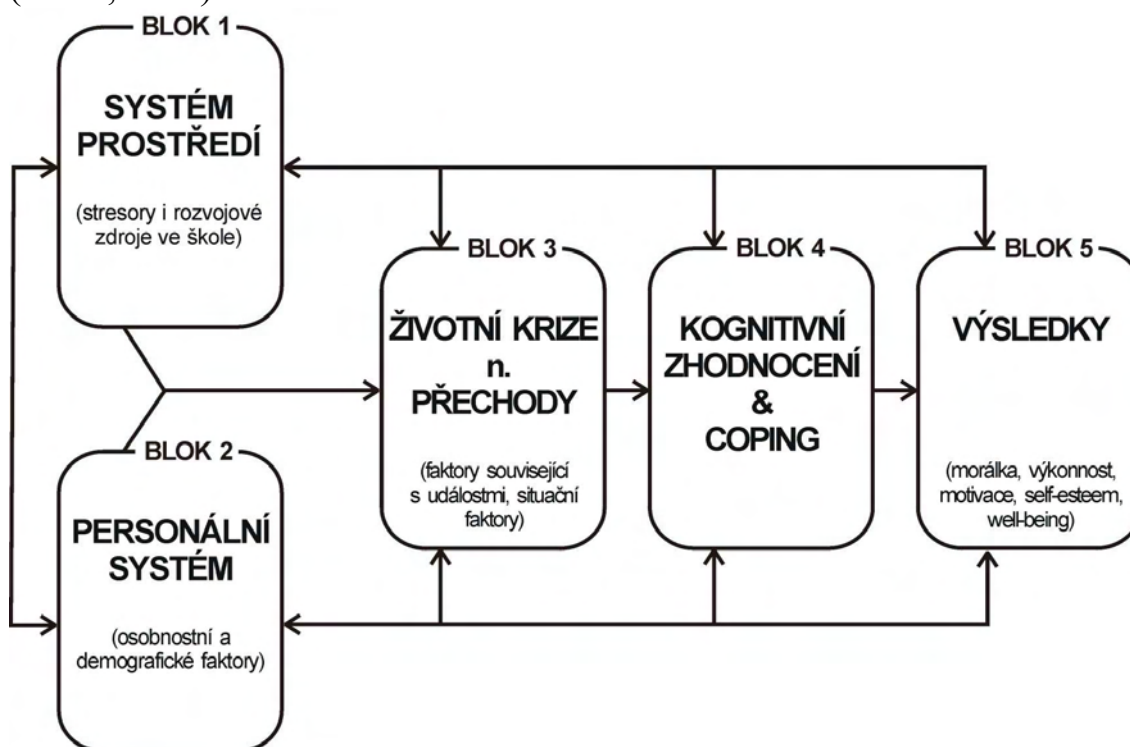 BLOK 1
SYSTÉM
PROSTŘEDÍ
(stresory i rozvojové
zdroje ve škole)
BLOK 2
PERSONÁLNÍ
SYSTÉM
(osobnostní a
demografické faktory)
BLOK 3
ŽIVOTNÍ KRIZE
n.
PŘECHODY
(faktory související
s událostmi, situační
faktory)
BLOK 4
KOGNITIVNÍ
ZHODNOCENÍ
&
COPING
BLOK 5
VÝSLEDKY
(morálka, výkonnost,
motivace, self-esteem,
well-being)